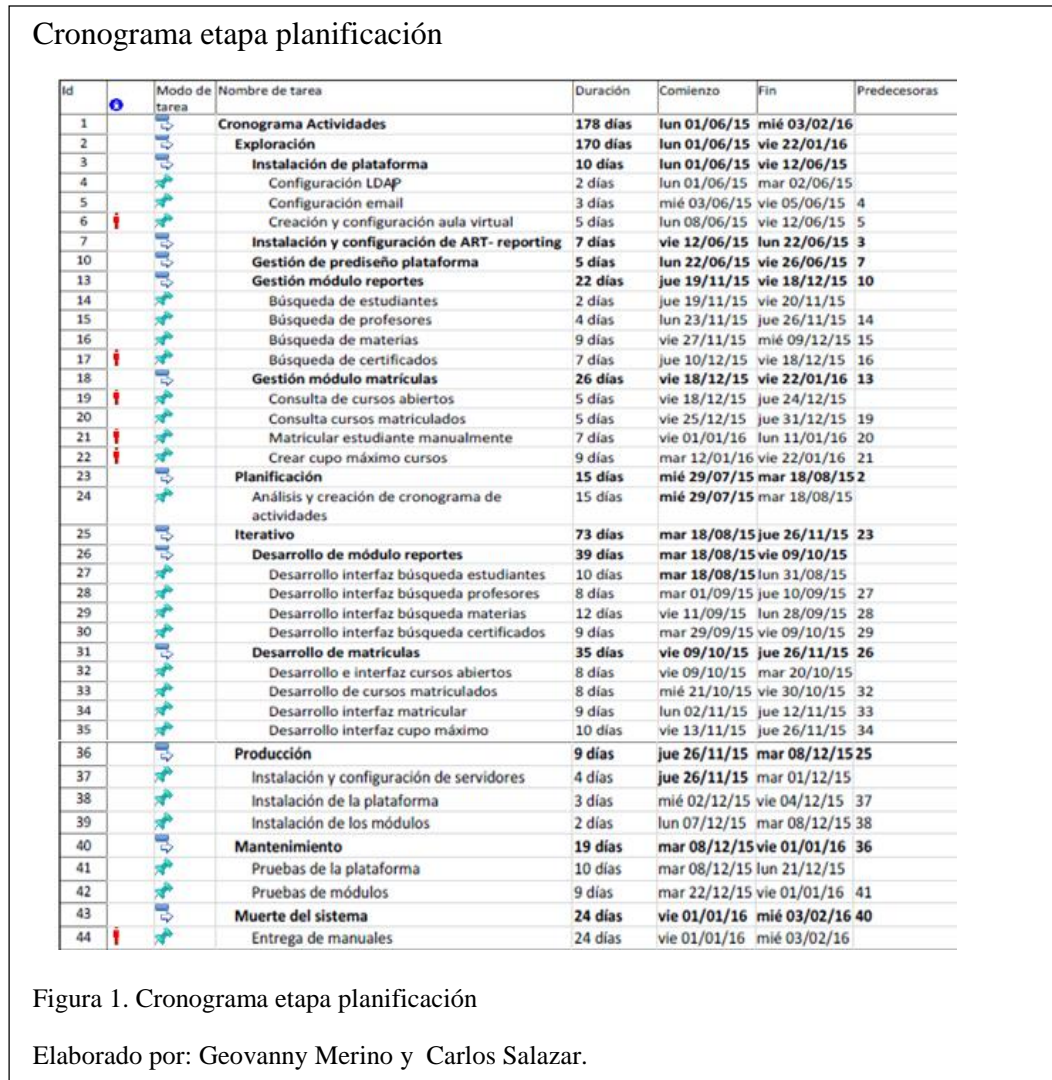 Cronograma etapa planificación
Id Modo de tarea Nombre de tarea Duración Comienzo Fin Predecesoras
1 Cronograma Actividades 178 días lun 01/06/15 mié 03/02/16
2 Exploración 170 días lun 01/06/15 vie 22/01/16
3 Instalación de plataforma 10 días lun 01/06/15 vie 12/06/15
4 Configuración LDAP 2 días lun 01/06/15 mar 02/06/15
5 Configuración email 3 días mié 03/06/15 vie 05/06/15 4
6 Creación y configuración aula virtual 5 días lun 08/06/15 vie 12/06/15 5
7 Instalación y configuración de ART- reporting 7 días vie 12/06/15 lun 22/06/15 3
10 Gestión de prediseño plataforma 5 días lun 22/06/15 vie 26/06/15 7
13 Gestión módulo reportes 22 días jue 19/11/15 vie 18/12/15 10
14 Búsqueda de estudiantes 2 días jue 19/11/15 vie 20/11/15
15 Búsqueda de profesores 4 días lun 23/11/15 jue 26/11/15 14
16 Búsqueda de materias 9 días vie 27/11/15 mié 09/12/15 15
17 Búsqueda de certificados 7 días jue 10/12/15 vie 18/12/15 16
18 Gestión módulo matrículas 26 días vie 18/12/15 vie 22/01/16 13
19 Consulta de cursos abiertos 5 días vie 18/12/15 jue 24/12/15
20 Consulta cursos matriculados 5 días vie 25/12/15 jue 31/12/15 19
21 Matricular estudiante manualmente 7 días vie 01/01/16 lun 11/01/16 20
22 Crear cupo máximo cursos 9 días mar 12/01/16 vie 22/01/16 21
23 Planificación 15 días mié 29/07/15 mar 18/08/15 2
24 Análisis y creación de cronograma de 15 días mié 29/07/15 mar 18/08/15
actividades
25 Iterativo 73 días mar 18/08/15 jue 26/11/15 23
26 Desarrollo de módulo reportes 39 días mar 18/08/15 vie 09/10/15
27 Desarrollo interfaz búsqueda estudiantes 10 días mar 18/08/15 lun 31/08/15
28 Desarrollo interfaz búsqueda profesores 8 días mar 01/09/15 jue 10/09/15 27
29 Desarrollo interfaz búsqueda materias 12 días vie 11/09/15 lun 28/09/15 28
30 Desarrollo interfaz búsqueda certificados 9 días mar 29/09/15 vie 09/10/15 29
31 Desarrollo de matriculas 35 días vie 09/10/15 jue 26/11/15 26
32 Desarrollo e interfaz cursos abiertos 8 días vie 09/10/15 mar 20/10/15
33 Desarrollo de cursos matriculados 8 días mié 21/10/15 vie 30/10/15 32
34 Desarrollo interfaz matricular 9 días lun 02/11/15 jue 12/11/15 33
35 Desarrollo interfaz cupo máximo 10 días vie 13/11/15 jue 26/11/15 34
36 Producción 9 días jue 26/11/15 mar 08/12/15 25
37 Instalación y configuración de servidores 4 días jue 26/11/15 mar 01/12/15
38 Instalación de la plataforma 3 días mié 02/12/15 vie 04/12/15 37
39 Instalación de los módulos 2 días lun 07/12/15 mar 08/12/15 38
40 Mantenimiento 19 días mar 08/12/15 vie 01/01/16 36
41 Pruebas de la plataforma 10 días mar 08/12/15 lun 21/12/15
42 Pruebas de módulos 9 días mar 22/12/15 vie 01/01/16 41
43 Muerte del sistema 24 días vie 01/01/16 mié 03/02/16 40
44 Entrega de manuales 24 días vie 01/01/16 mié 03/02/16
Figura 1. Cronograma etapa planificación
Elaborado por: Geovanny Merino y Carlos Salazar.